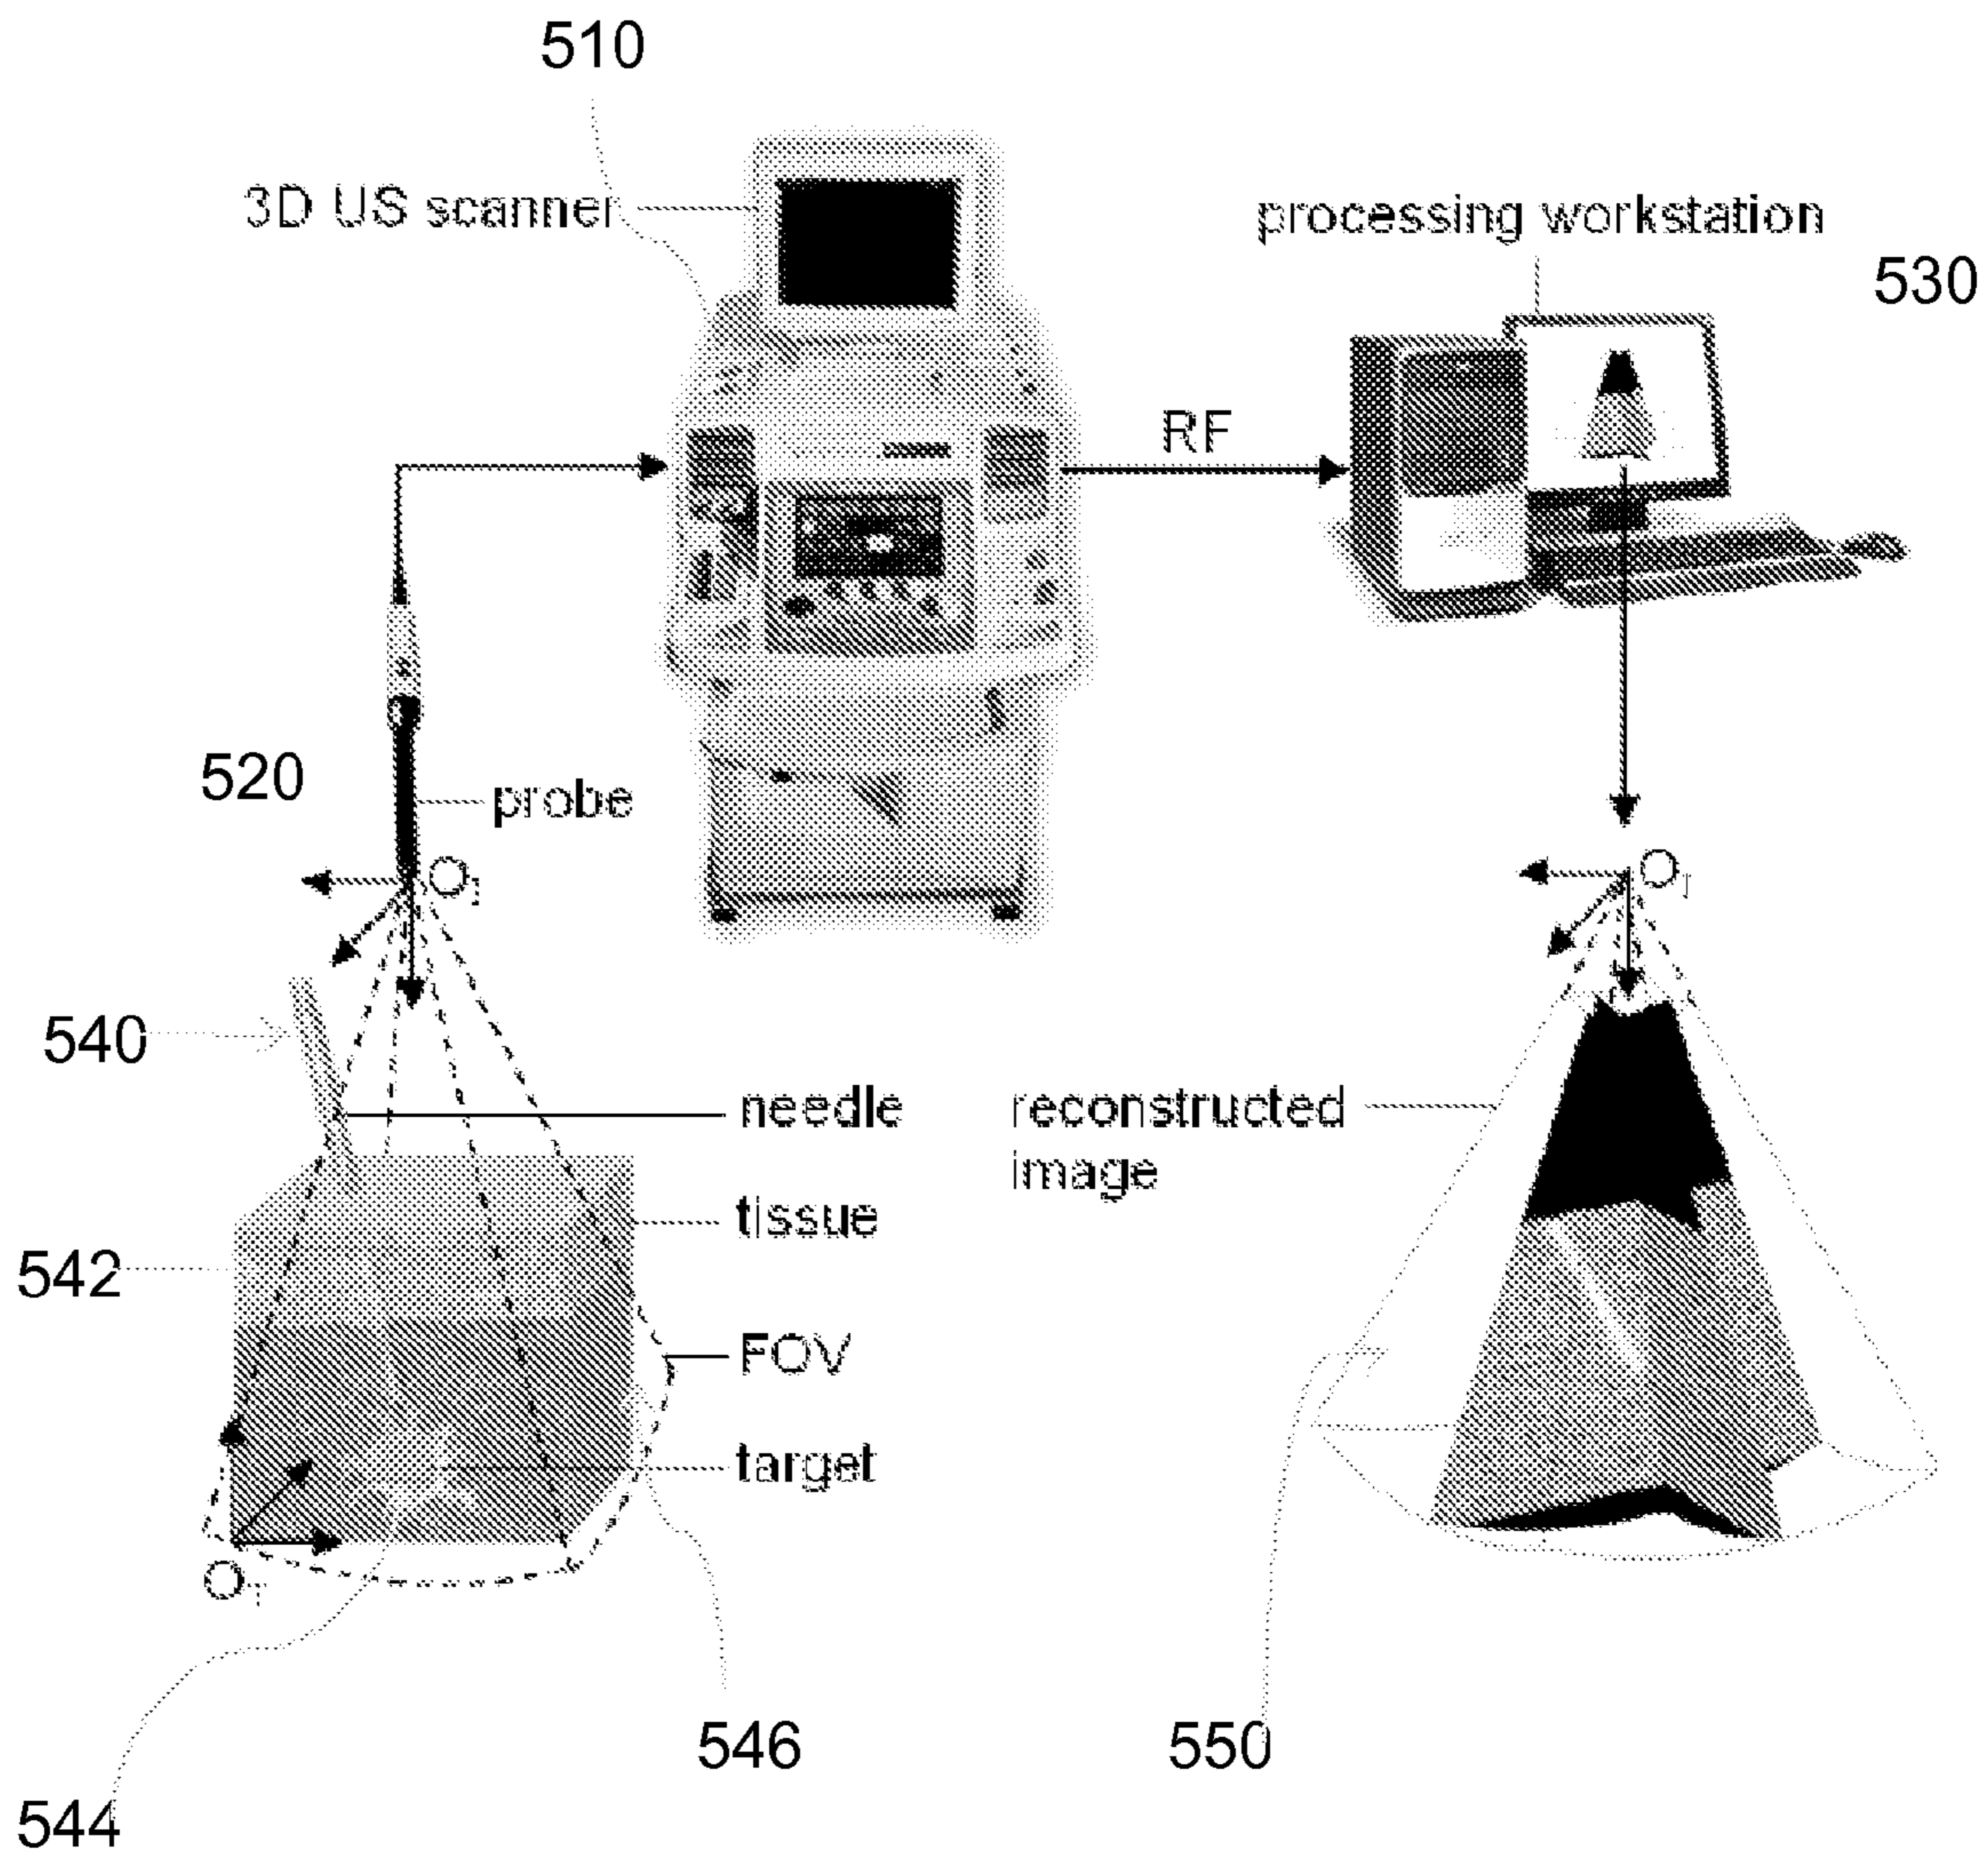 510
3D US scanner
processing workstation
530
RF
520
probe
O
O
540
needle
reconstructed
image
tissue
542
FOV
target
O
546
550
544